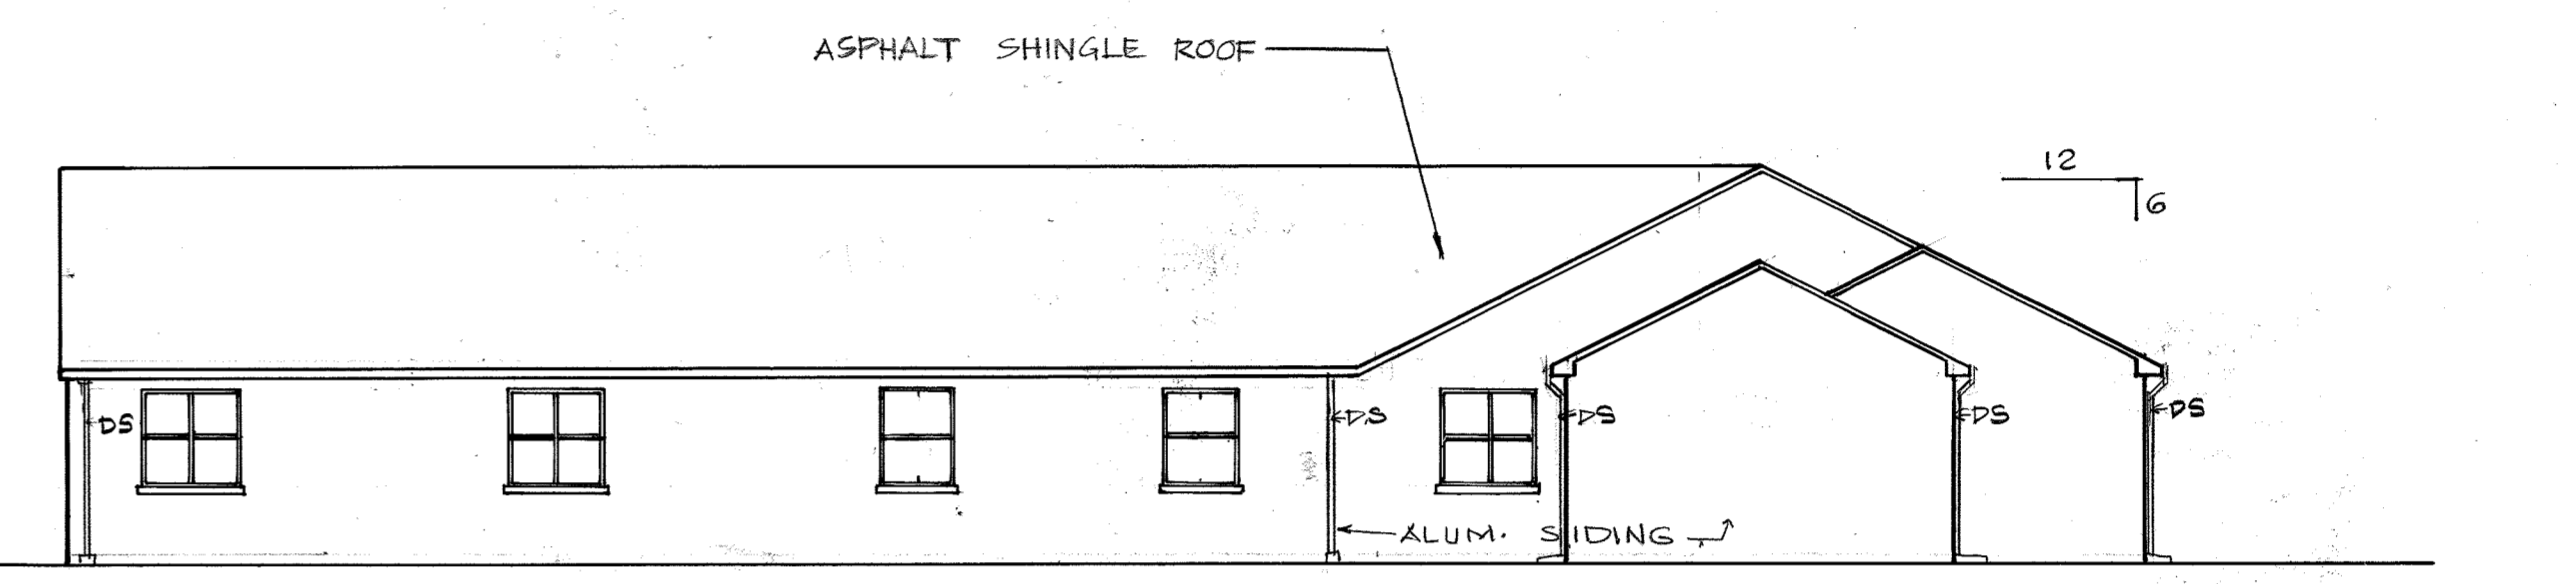 ASPHALT SHINGLE ROOF
12
6
DS
DS
DS
DS
DS
ALUM. SIDING